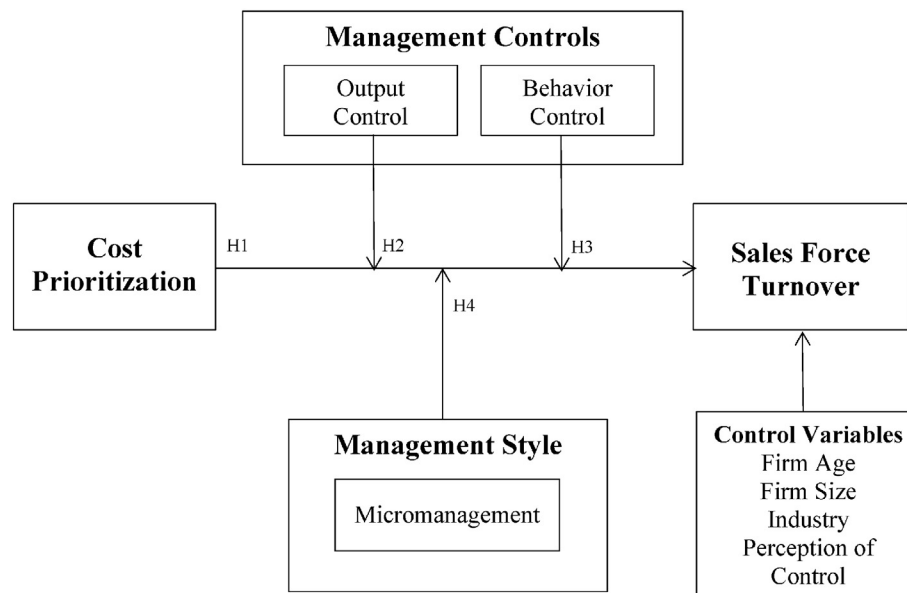 Management Controls
Output
Control
Behavior
Control
Cost
Prioritization
H1
H2
H3
Sales Force
Turnover
H4
Management Style
Micromanagement
Control Variables
Firm Age
Firm Size
Industry
Perception of
Control